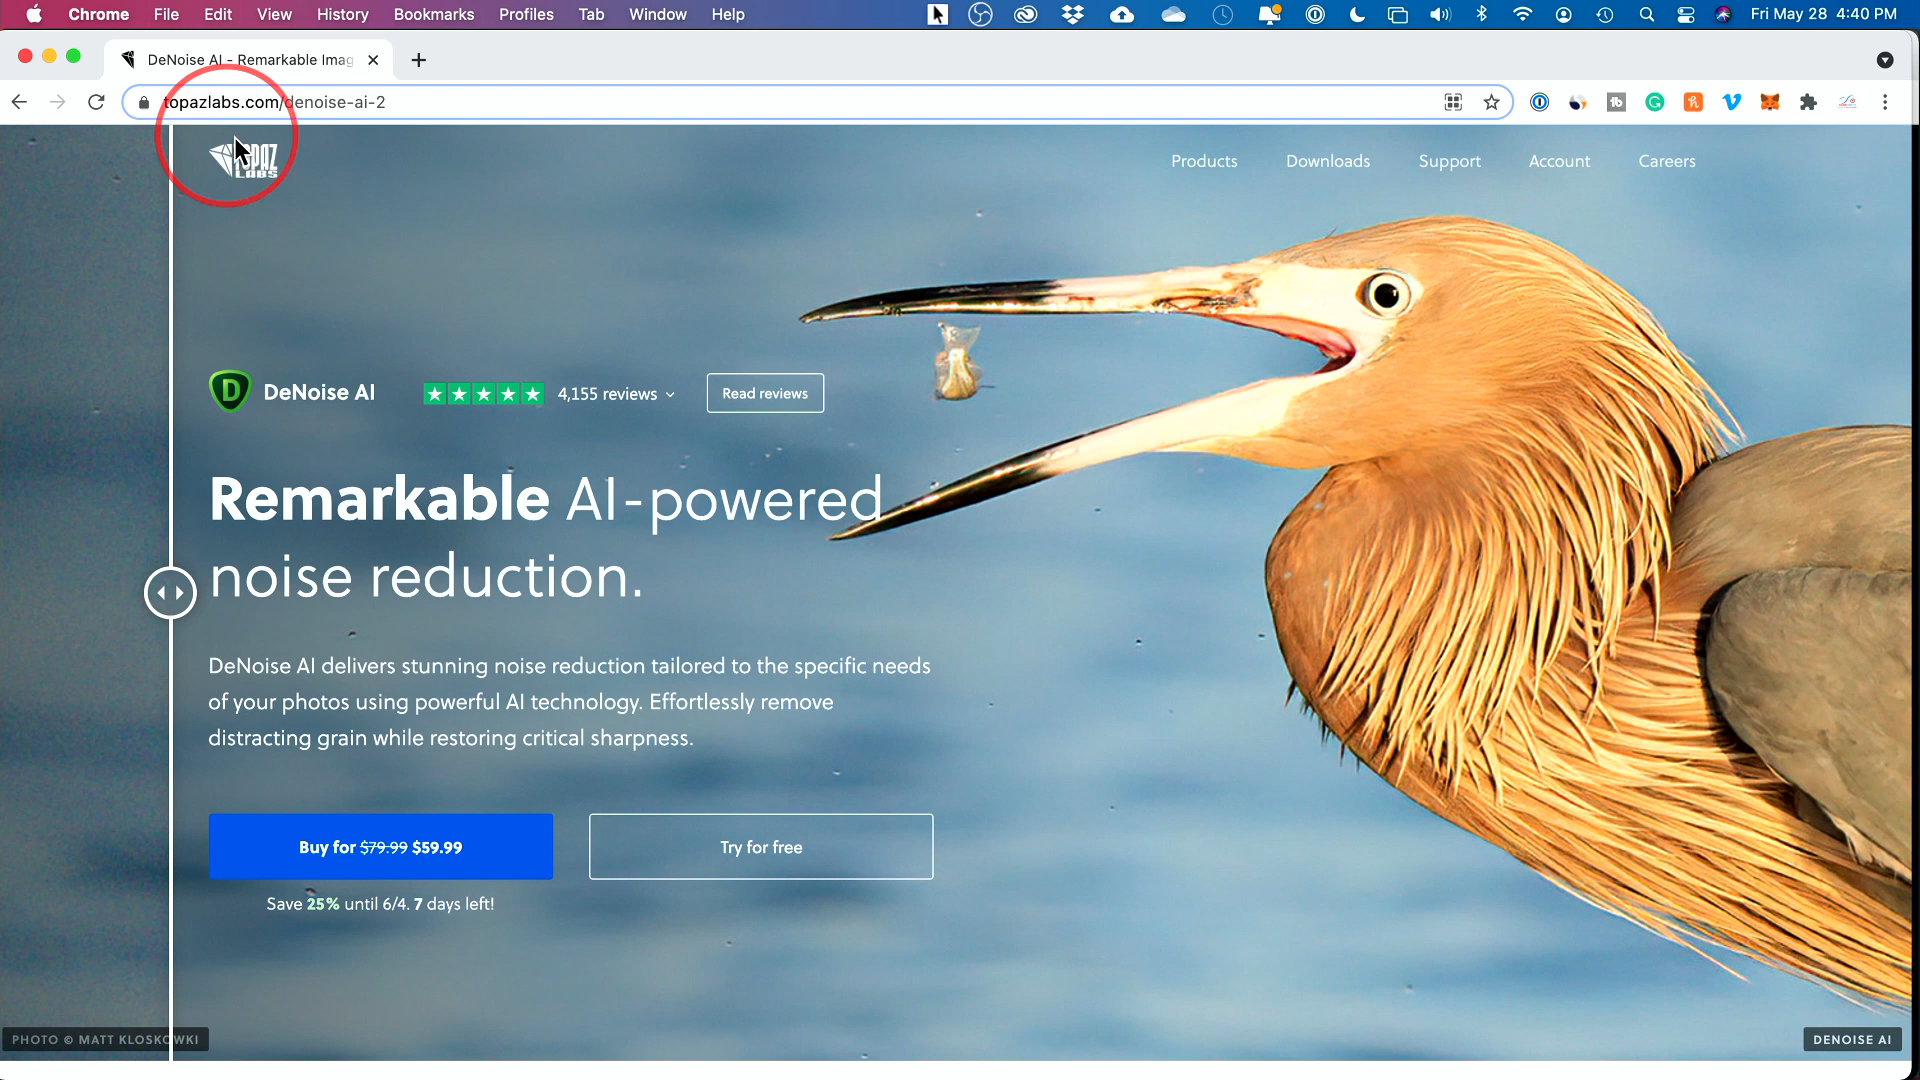 Chrome File Edit View History Bookmarks Profiles Tab Window Help Fri May 28 4:40 PM
DeNoise AI - Remarkable Imag
topazlabs.com/denoise-ai-2
TOPAZ
LABS
Products Downloads Support Account Careers
DeNoise AI 4,155 reviews Read reviews
Remarkable AI-powered
noise reduction.
DeNoise AI delivers stunning noise reduction tailored to the specific needs
of your photos using powerful AI technology. Effortlessly remove
distracting grain while restoring critical sharpness.
Buy for $79.99 $59.99 Try for free
Save 25% until 6/4. 7 days left!
PHOTO © MATT KLOSKOWKI DENOISE AI